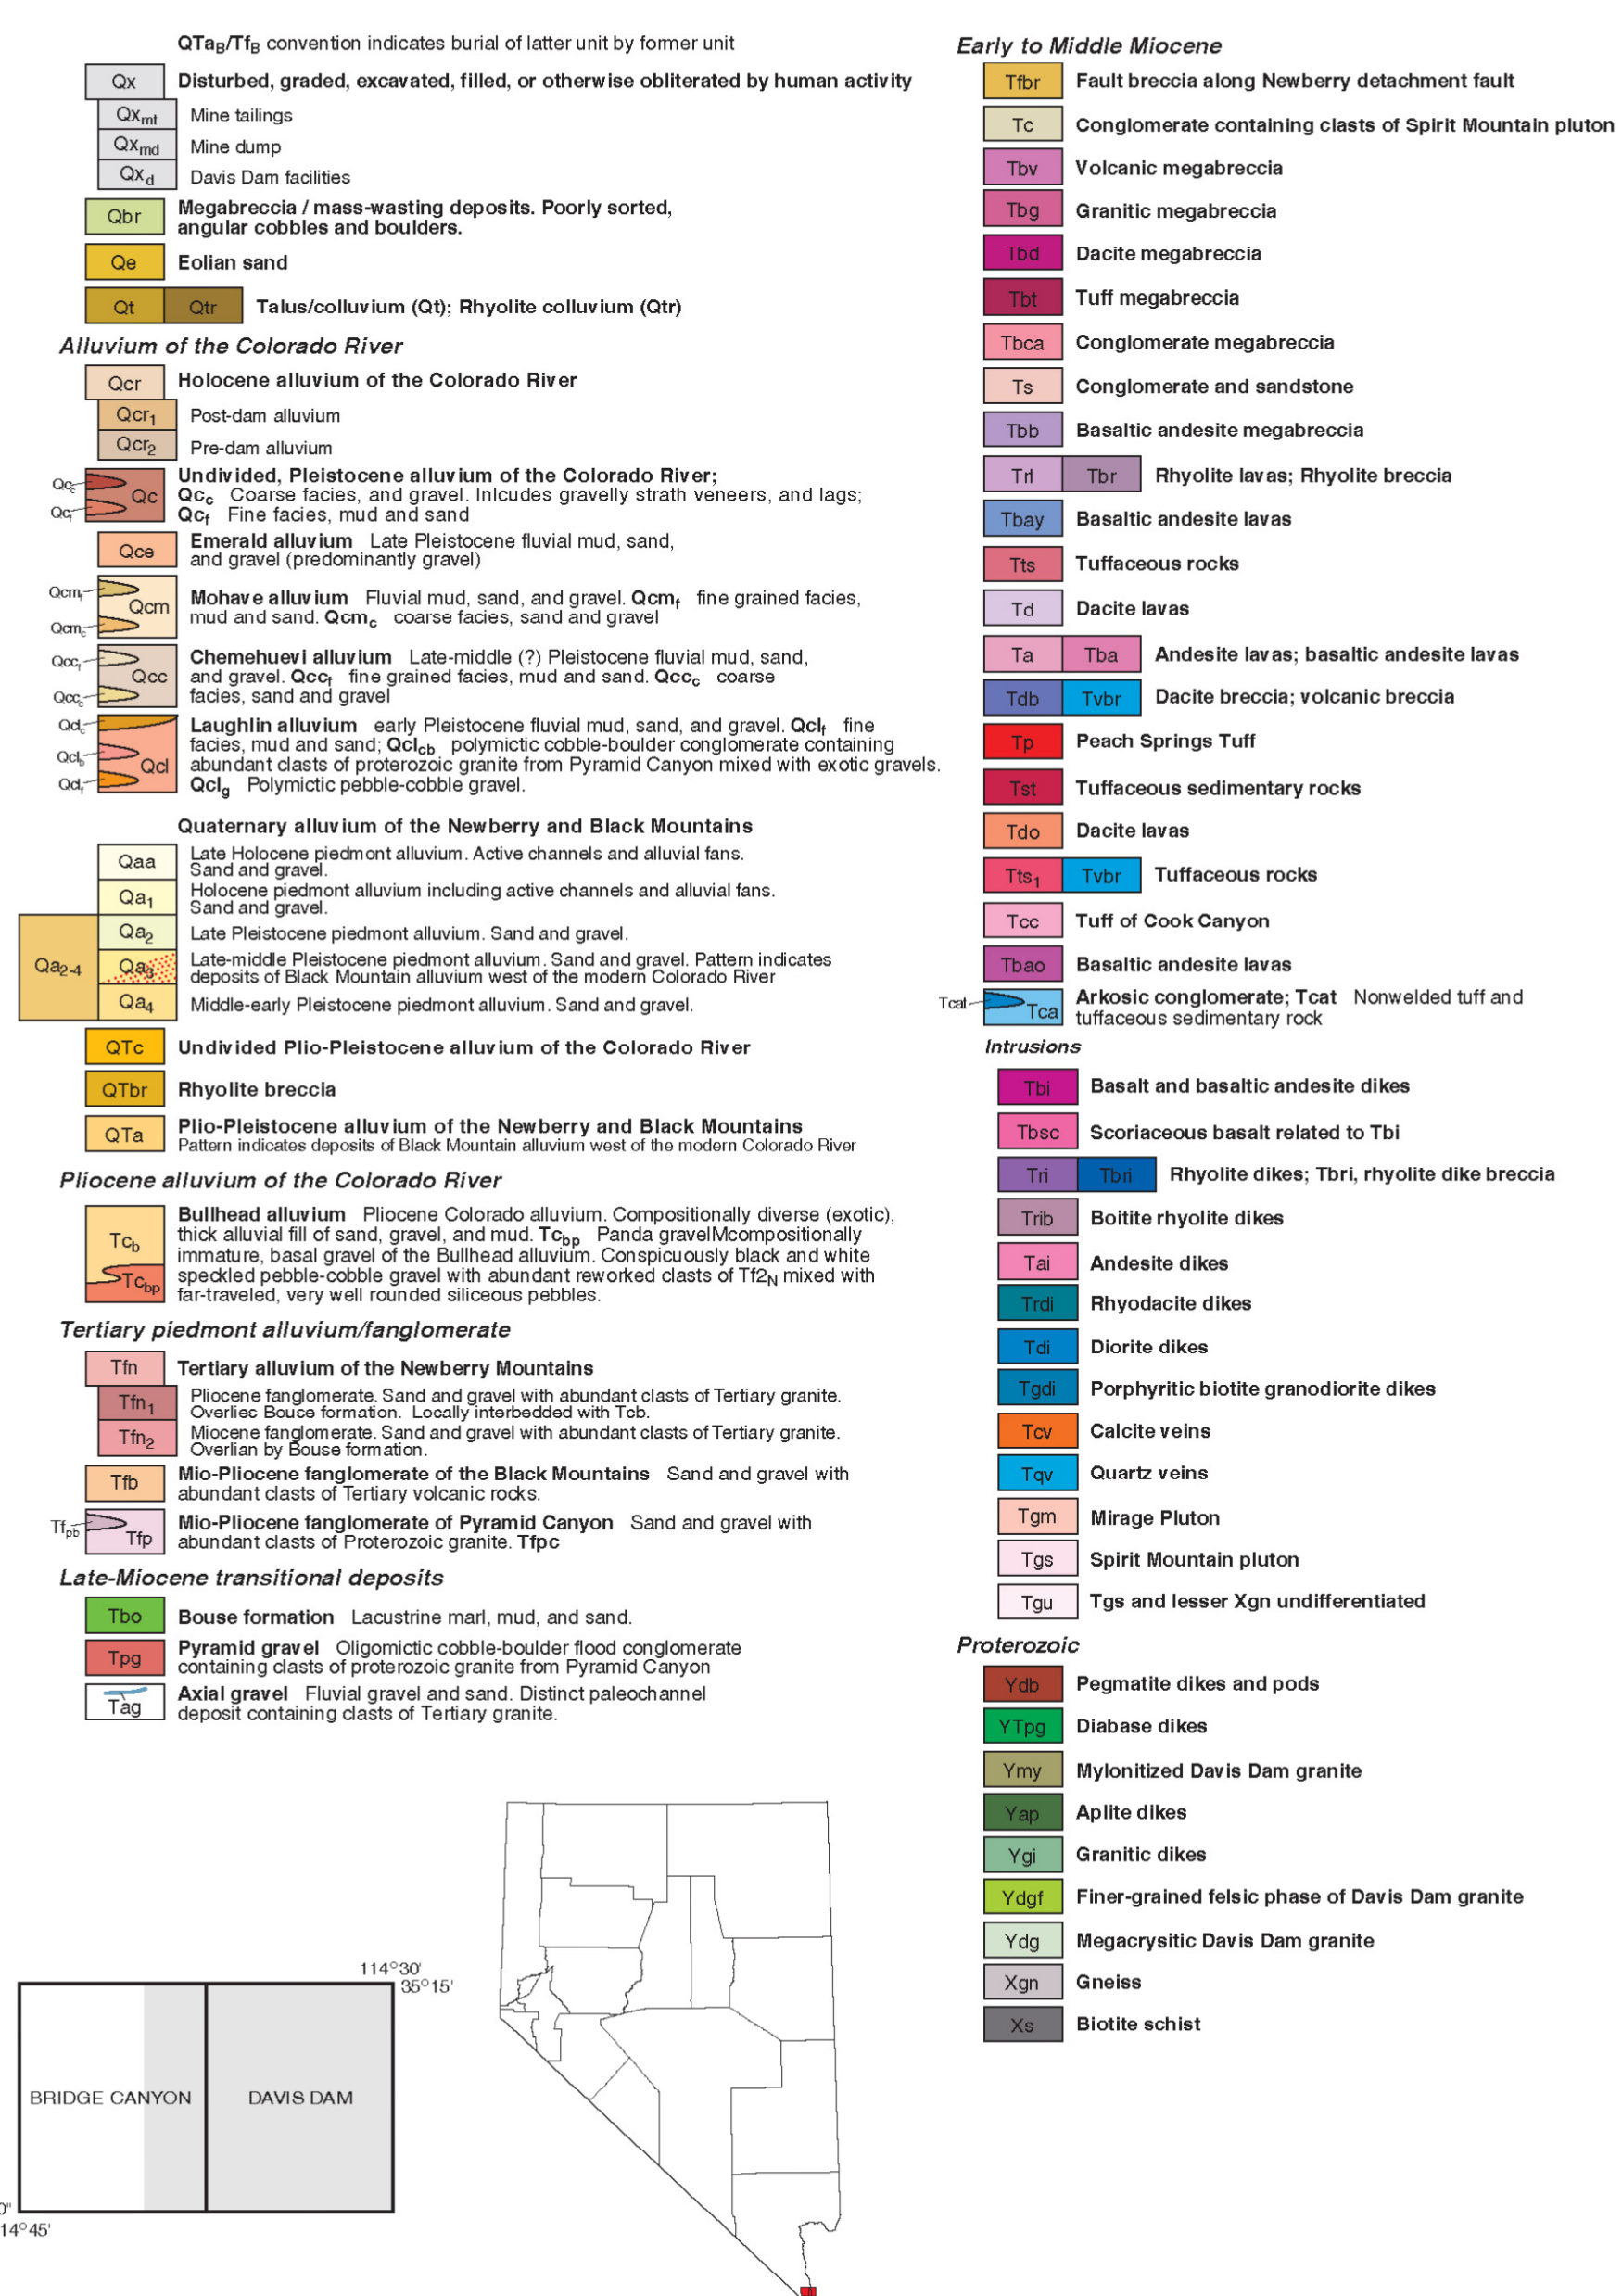 QTaB/TfB convention indicates burial of latter unit by former unit
Qx Disturbed, graded, excavated, filled, or otherwise obliterated by human activity
Qxmt Mine tailings
Qxmd Mine dump
Qxd Davis Dam facilities
Qbr Megabreccia / mass-wasting deposits. Poorly sorted,
angular cobbles and boulders.
Qe Eolian sand
Qt Qtr Talus/colluvium (Qt); Rhyolite colluvium (Qtr)
Alluvium of the Colorado River
Qcr Holocene alluvium of the Colorado River
Qcr1 Post-dam alluvium
Qcr2 Pre-dam alluvium
Qcc Qcf Qc Undivided, Pleistocene alluvium of the Colorado River;
Qcc Coarse facies, and gravel. Inlcudes gravelly strath veneers, and lags;
Qcf Fine facies, mud and sand
Qce Emerald alluvium Late Pleistocene fluvial mud, sand,
and gravel (predominantly gravel)
Qcmf Qcmc Qcm Mohave alluvium Fluvial mud, sand, and gravel. Qcmf fine grained facies,
mud and sand. Qcmc coarse facies, sand and gravel
Qccf Qccc Qcc Chemehuevi alluvium Late-middle (?) Pleistocene fluvial mud, sand,
and gravel. Qccf fine grained facies, mud and sand. Qccc coarse
facies, sand and gravel
Qclc Qclb Qclf Qcl Laughlin alluvium early Pleistocene fluvial mud, sand, and gravel. Qclf fine
facies, mud and sand; Qclcb polymictic cobble-boulder conglomerate containing
abundant clasts of proterozoic granite from Pyramid Canyon mixed with exotic gravels.
Qclg Polymictic pebble-cobble gravel.
Quaternary alluvium of the Newberry and Black Mountains
Qaa Late Holocene piedmont alluvium. Active channels and alluvial fans.
Sand and gravel.
Qa1 Holocene piedmont alluvium including active channels and alluvial fans.
Sand and gravel.
Qa2-4
Qa2 Late Pleistocene piedmont alluvium. Sand and gravel.
Qa3 Late-middle Pleistocene piedmont alluvium. Sand and gravel. Pattern indicates
deposits of Black Mountain alluvium west of the modern Colorado River
Qa4 Middle-early Pleistocene piedmont alluvium. Sand and gravel.
QTc Undivided Plio-Pleistocene alluvium of the Colorado River
QTbr Rhyolite breccia
QTa Plio-Pleistocene alluvium of the Newberry and Black Mountains
Pattern indicates deposits of Black Mountain alluvium west of the modern Colorado River
Pliocene alluvium of the Colorado River
Tcb Tcbp Bullhead alluvium Pliocene Colorado alluvium. Compositionally diverse (exotic),
thick alluvial fill of sand, gravel, and mud. Tcbp Panda gravelMcompositionally
immature, basal gravel of the Bullhead alluvium. Conspicuously black and white
speckled pebble-cobble gravel with abundant reworked clasts of Tf2N mixed with
far-traveled, very well rounded siliceous pebbles.
Tertiary piedmont alluvium/fanglomerate
Tfn Tertiary alluvium of the Newberry Mountains
Tfn1 Pliocene fanglomerate. Sand and gravel with abundant clasts of Tertiary granite.
Overlies Bouse formation. Locally interbedded with Tcb.
Tfn2 Miocene fanglomerate. Sand and gravel with abundant clasts of Tertiary granite.
Overlian by Bouse formation.
Tfb Mio-Pliocene fanglomerate of the Black Mountains Sand and gravel with
abundant clasts of Tertiary volcanic rocks.
Tfpb Tfp Mio-Pliocene fanglomerate of Pyramid Canyon Sand and gravel with
abundant clasts of Proterozoic granite. Tfpc
Late-Miocene transitional deposits
Tbo Bouse formation Lacustrine marl, mud, and sand.
Tpg Pyramid gravel Oligomictic cobble-boulder flood conglomerate
containing clasts of proterozoic granite from Pyramid Canyon
Tag Axial gravel Fluvial gravel and sand. Distinct paleochannel
deposit containing clasts of Tertiary granite.
114°30'
35°15'
BRIDGE CANYON DAVIS DAM
0"
14°45'
Early to Middle Miocene
Tfbr Fault breccia along Newberry detachment fault
Tc Conglomerate containing clasts of Spirit Mountain pluton
Tbv Volcanic megabreccia
Tbg Granitic megabreccia
Tbd Dacite megabreccia
Tbt Tuff megabreccia
Tbca Conglomerate megabreccia
Ts Conglomerate and sandstone
Tbb Basaltic andesite megabreccia
Trl Tbr Rhyolite lavas; Rhyolite breccia
Tbay Basaltic andesite lavas
Tts Tuffaceous rocks
Td Dacite lavas
Ta Tba Andesite lavas; basaltic andesite lavas
Tdb Tvbr Dacite breccia; volcanic breccia
Tp Peach Springs Tuff
Tst Tuffaceous sedimentary rocks
Tdo Dacite lavas
Tts1 Tvbr Tuffaceous rocks
Tcc Tuff of Cook Canyon
Tbao Basaltic andesite lavas
Tcat Tca Arkosic conglomerate; Tcat Nonwelded tuff and
tuffaceous sedimentary rock
Intrusions
Tbi Basalt and basaltic andesite dikes
Tbsc Scoriaceous basalt related to Tbi
Tri Tbri Rhyolite dikes; Tbri, rhyolite dike breccia
Trib Boitite rhyolite dikes
Tai Andesite dikes
Trdi Rhyodacite dikes
Tdi Diorite dikes
Tgdi Porphyritic biotite granodiorite dikes
Tcv Calcite veins
Tqv Quartz veins
Tgm Mirage Pluton
Tgs Spirit Mountain pluton
Tgu Tgs and lesser Xgn undifferentiated
Proterozoic
Ydb Pegmatite dikes and pods
YTpg Diabase dikes
Ymy Mylonitized Davis Dam granite
Yap Aplite dikes
Ygi Granitic dikes
Ydgf Finer-grained felsic phase of Davis Dam granite
Ydg Megacrysitic Davis Dam granite
Xgn Gneiss
Xs Biotite schist